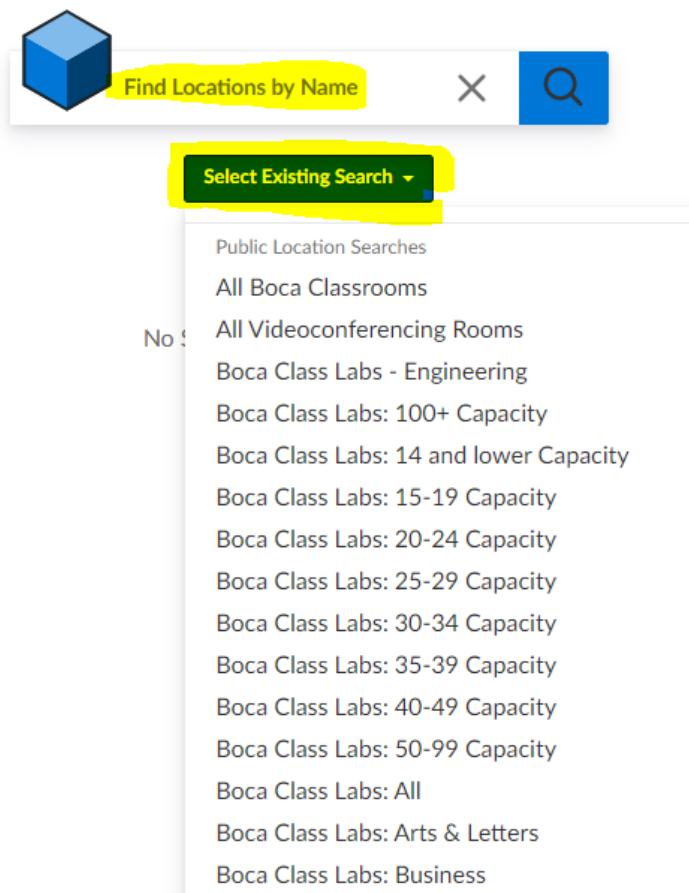 Find Locations by Name
Select Existing Search
Public Location Searches
All Boca Classrooms
All Videoconferencing Rooms
No
Boca Class Labs - Engineering
Boca Class Labs: 100+ Capacity
Boca Class Labs: 14 and lower Capacity
Boca Class Labs: 15-19 Capacity
Boca Class Labs: 20-24 Capacity
Boca Class Labs: 25-29 Capacity
Boca Class Labs: 30-34 Capacity
Boca Class Labs: 35-39 Capacity
Boca Class Labs: 40-49 Capacity
Boca Class Labs: 50-99 Capacity
Boca Class Labs: All
Boca Class Labs: Arts & Letters
Boca Class Labs: Business